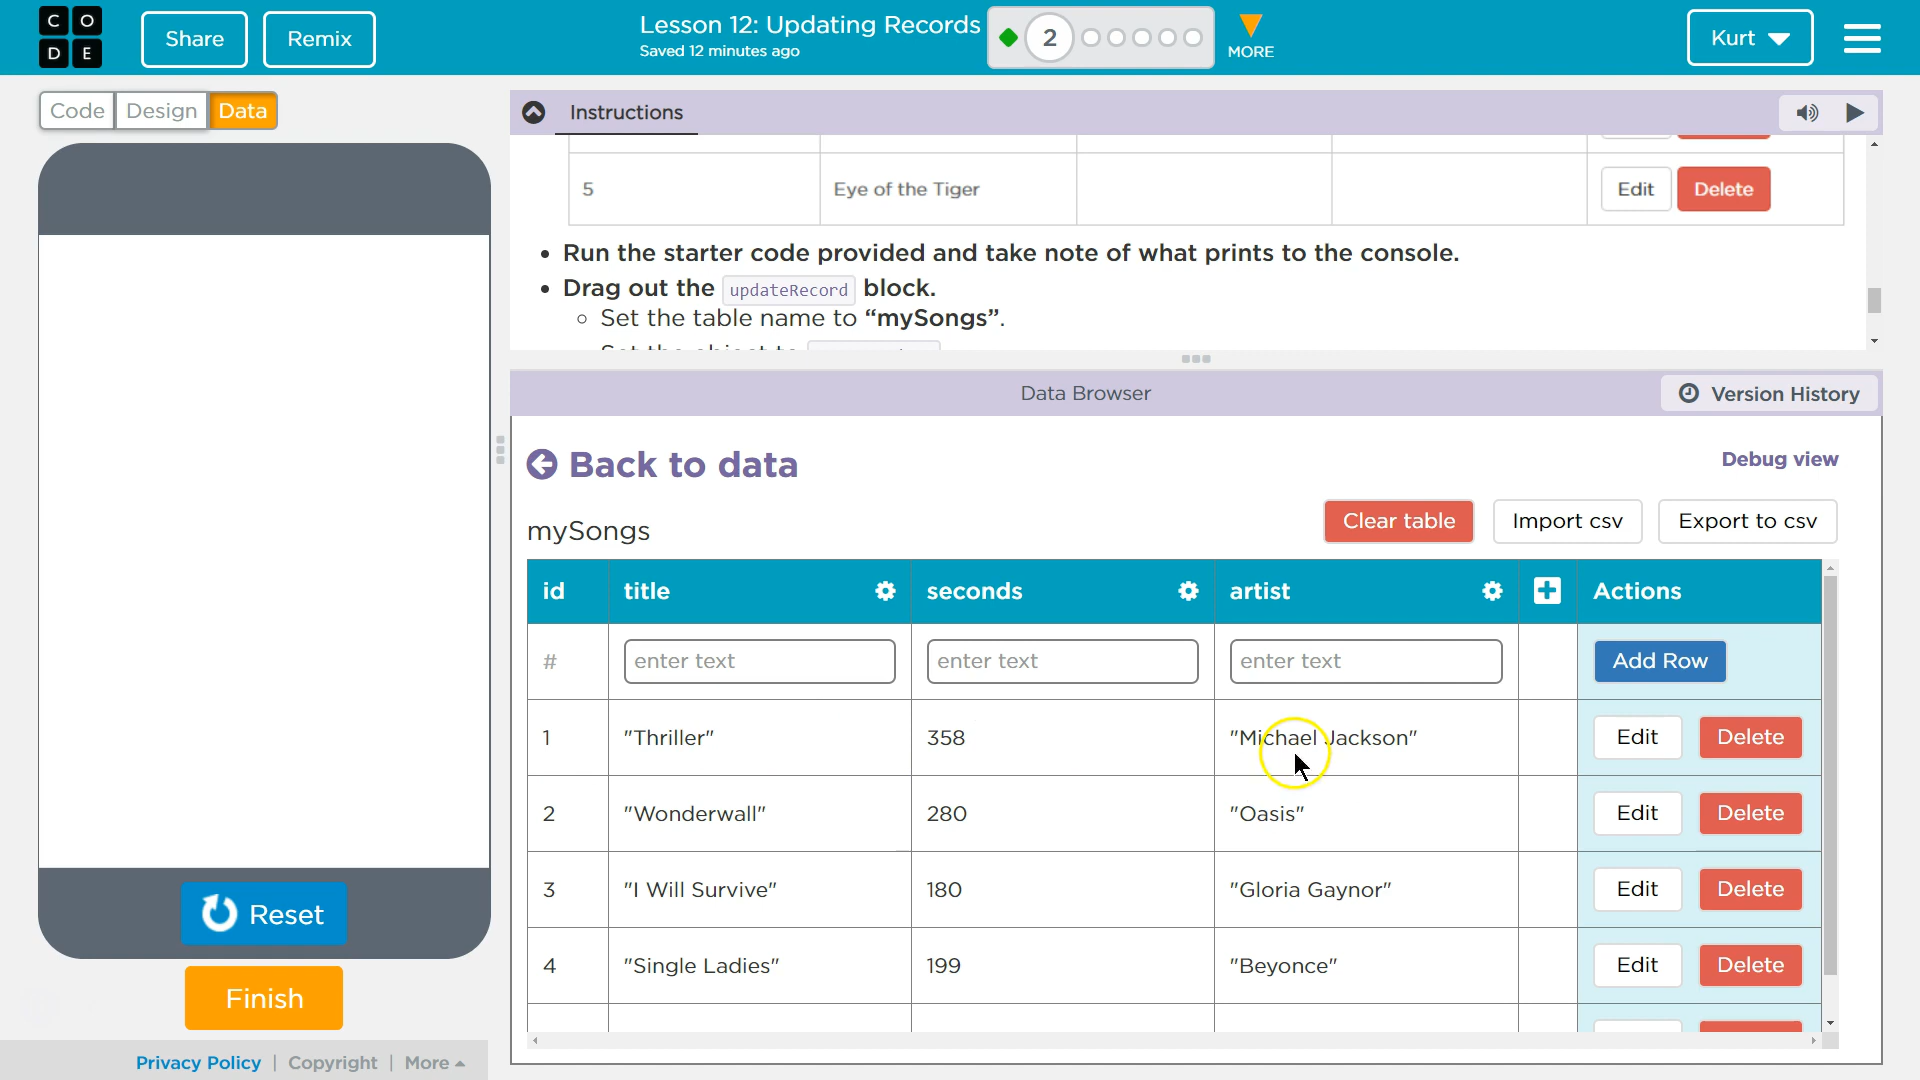 C O
D E
Share
Remix
Lesson 12: Updating Records
Saved 12 minutes ago
2
MORE
Kurt
Code
Design
Data
Instructions
5
Eye of the Tiger
Edit
Delete
• Run the starter code provided and take note of what prints to the console.
• Drag out the updateRecord block.
○ Set the table name to “mySongs”.
Data Browser
Version History
Back to data
Debug view
mySongs
Clear table
Import csv
Export to csv
id title seconds artist Actions
# enter text enter text enter text Add Row
1 "Thriller" 358 "Michael Jackson" Edit Delete
2 "Wonderwall" 280 "Oasis" Edit Delete
3 "I Will Survive" 180 "Gloria Gaynor" Edit Delete
4 "Single Ladies" 199 "Beyonce" Edit Delete
Reset
Finish
Privacy Policy | Copyright | More